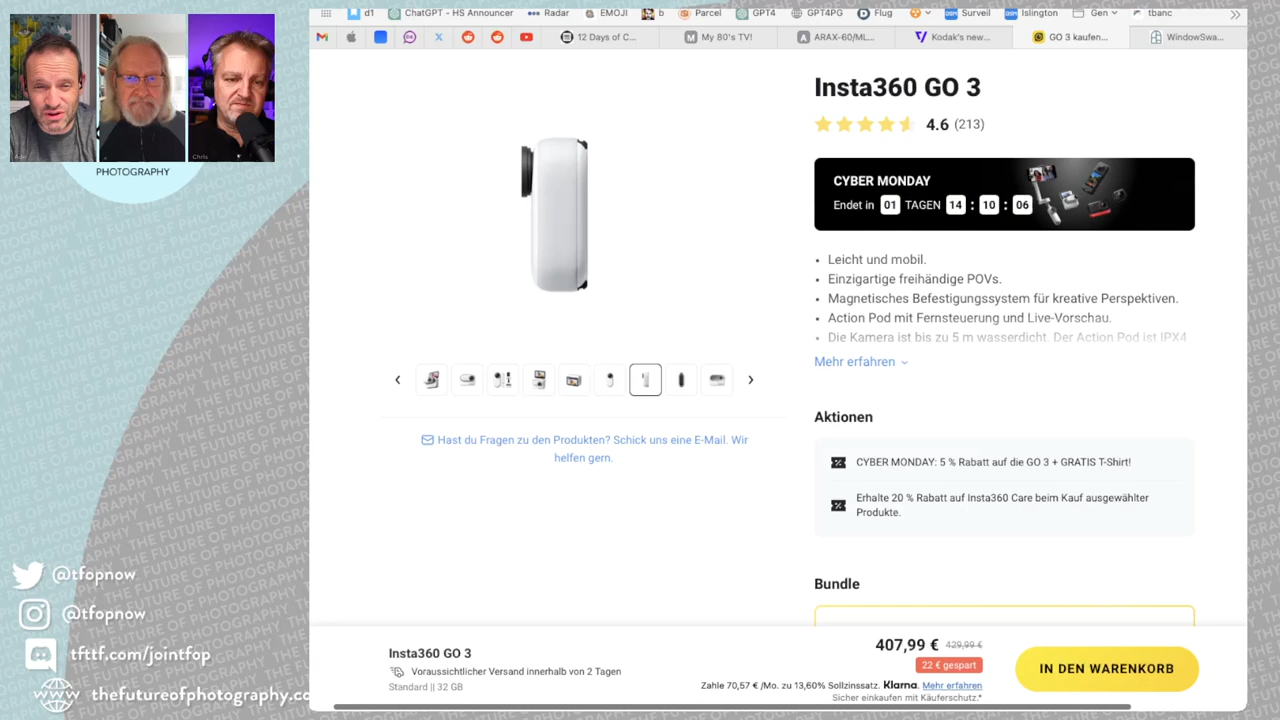 d1
ChatGPT - HS Announcer
Radar
EMOJI
b
Parcel
GPT4
GPT4PG
Flug
Surveil
Islington
Gen
tbanc
12 Days of C...
My 80's TV!
ARAX-60/ML...
Kodak's new...
GO 3 kaufen...
WindowSwa...
Chris
PHOTOGRAPHY
Insta360 GO 3
4.6 (213)
CYBER MONDAY
Endet in 01 TAGEN 14 : 10 : 06
• Leicht und mobil.
• Einzigartige freihändige POVs.
• Magnetisches Befestigungssystem für kreative Perspektiven.
• Action Pod mit Fernsteuerung und Live-Vorschau.
• Die Kamera ist bis zu 5 m wasserdicht. Der Action Pod ist IPX4
Mehr erfahren
Aktionen
CYBER MONDAY: 5 % Rabatt auf die GO 3 + GRATIS T-Shirt!
Erhalte 20 % Rabatt auf Insta360 Care beim Kauf ausgewählter
Produkte.
Bundle
Hast du Fragen zu den Produkten? Schick uns eine E-Mail. Wir
helfen gern.
Insta360 GO 3
Voraussichtlicher Versand innerhalb von 2 Tagen
Standard || 32 GB
407,99 € 429,99 €
22 € gespart
Zahle 70,57 € /Mo. zu 13,60% Sollzinssatz. Klarna. Mehr erfahren
Sicher einkaufen mit Käuferschutz.*
IN DEN WARENKORB
@tfopnow
@tfopnow
tfttf.com/jointfop
thefutureofphotography.co
THE FUTURE OF PHOTOGRAPHY